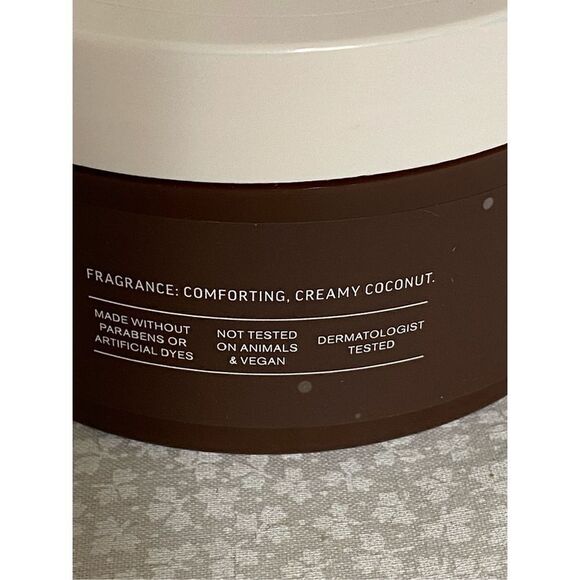 FRAGRANCE: COMFORTING, CREAMY COCONUT.
MADE WITHOUT
PARABENS OR
ARTIFICIAL DYES
NOT TESTED
ON ANIMALS
& VEGAN
DERMATOLOGIST
TESTED